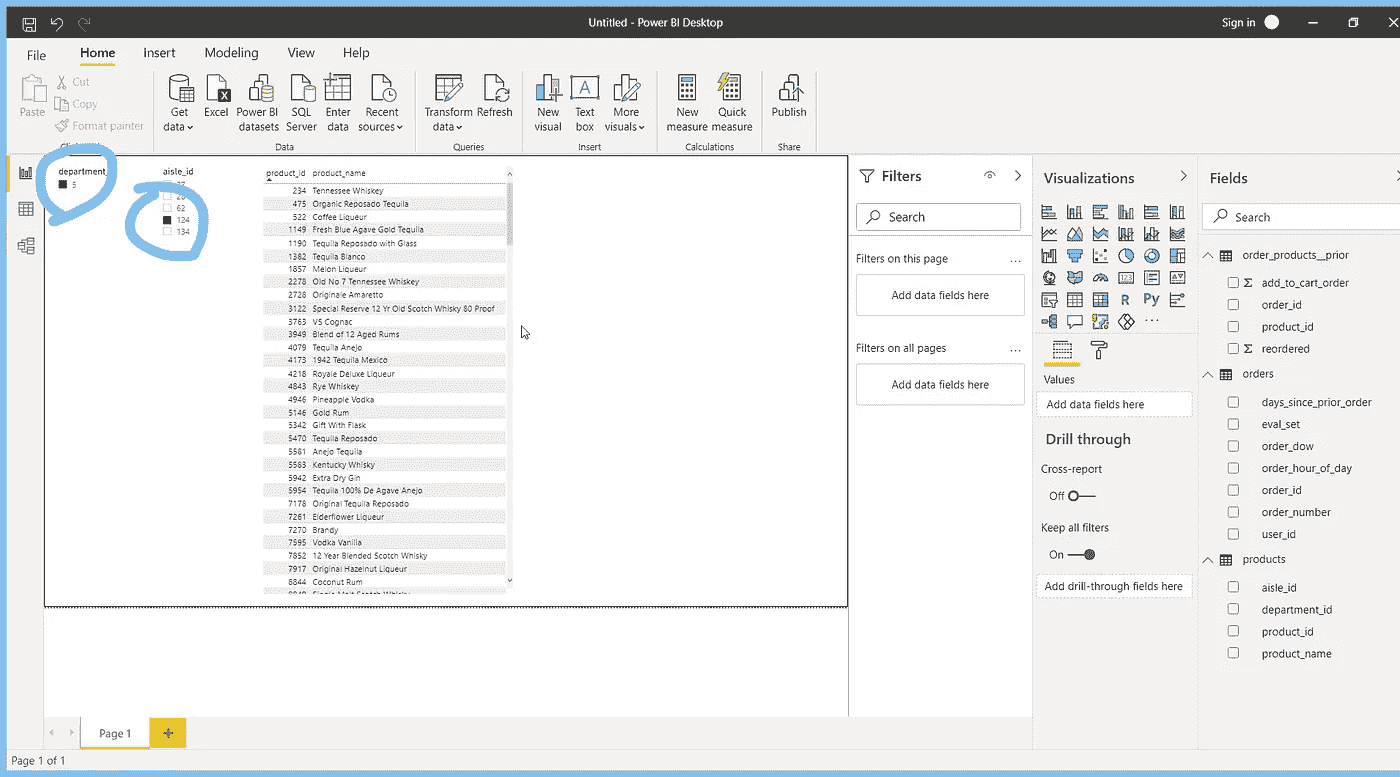 Untitled - Power BI Desktop
Sign in
File
Home
Insert
Modeling
View
Help
Paste
Cut
Copy
Format painter
Get data
Excel
Power BI datasets
SQL Server
Enter data
Recent sources
Transform data
Refresh
New visual
Text box
More visuals
New measure
Quick measure
Publish
Data
Queries
Insert
Calculations
Share
department_
5
aisle_id
62
124
134
product_id product_name
234 Tennessee Whiskey
475 Organic Reposado Tequila
522 Coffee Liqueur
1149 Fresh Blue Agave Gold Tequila
1190 Tequila Reposado with Glass
1382 Tequila Blanco
1857 Melon Liqueur
2278 Old No 7 Tennessee Whiskey
2728 Originale Amaretto
3122 Special Reserve 12 Yr Old Scotch Whisky 80 Proof
3763 VS Cognac
3949 Blend of 12 Aged Rums
4079 Tequila Anejo
4173 1942 Tequila Mexico
4218 Royale Deluxe Liqueur
4843 Rye Whiskey
4946 Pineapple Vodka
5146 Gold Rum
5342 Gift With Flask
5470 Tequila Reposado
5581 Anejo Tequila
5583 Kentucky Whisky
5942 Extra Dry Gin
5954 Tequila 100% De Agave Anejo
7178 Original Tequila Reposado
7261 Elderflower Liqueur
7270 Brandy
7595 Vodka Vanilla
7852 12 Year Blended Scotch Whisky
7917 Original Hazelnut Liqueur
8844 Coconut Rum
Filters
Search
Filters on this page
...
Add data fields here
Filters on all pages
...
Add data fields here
Visualizations
R
Py
...
Values
Add data fields here
Drill through
Cross-report
Off
Keep all filters
On
Add drill-through fields here
Fields
Search
order_products__prior
add_to_cart_order
order_id
product_id
reordered
orders
days_since_prior_order
eval_set
order_dow
order_hour_of_day
order_id
order_number
user_id
products
aisle_id
department_id
product_id
product_name
Page 1
Page 1 of 1